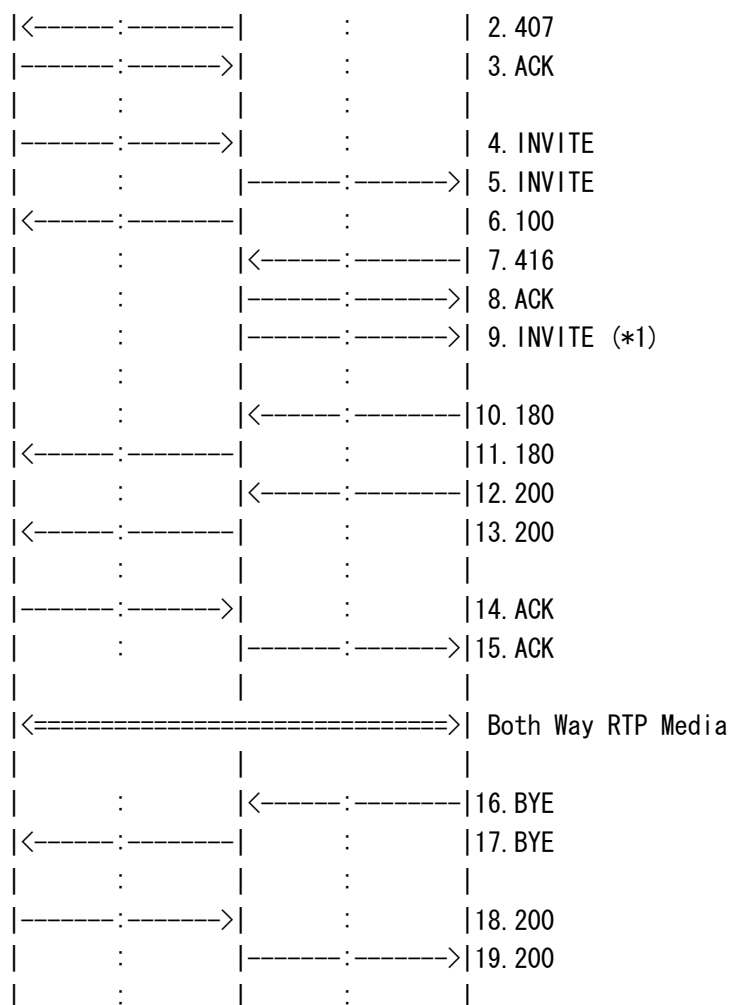 |<------:--------|       :       | 2. 407
|-------:------->|       :       | 3. ACK
|       :        |       :       |
|-------:------->|       :       | 4. INVITE
|       :        |-------:------->| 5. INVITE
|<------:--------|       :       | 6. 100
|       :        |<------:--------| 7. 416
|       :        |-------:------->| 8. ACK
|       :        |-------:------->| 9. INVITE (*1)
|       :        |       :       |
|       :        |<------:--------|10. 180
|<------:--------|       :       |11. 180
|       :        |<------:--------|12. 200
|<------:--------|       :       |13. 200
|       :        |       :       |
|-------:------->|       :       |14. ACK
|       :        |-------:------->|15. ACK
|                |               |
|<===============================>| Both Way RTP Media
|                |               |
|       :        |<------:--------|16. BYE
|<------:--------|       :       |17. BYE
|       :        |       :       |
|-------:------->|       :       |18. 200
|       :        |-------:------->|19. 200
|       :        |       :       |